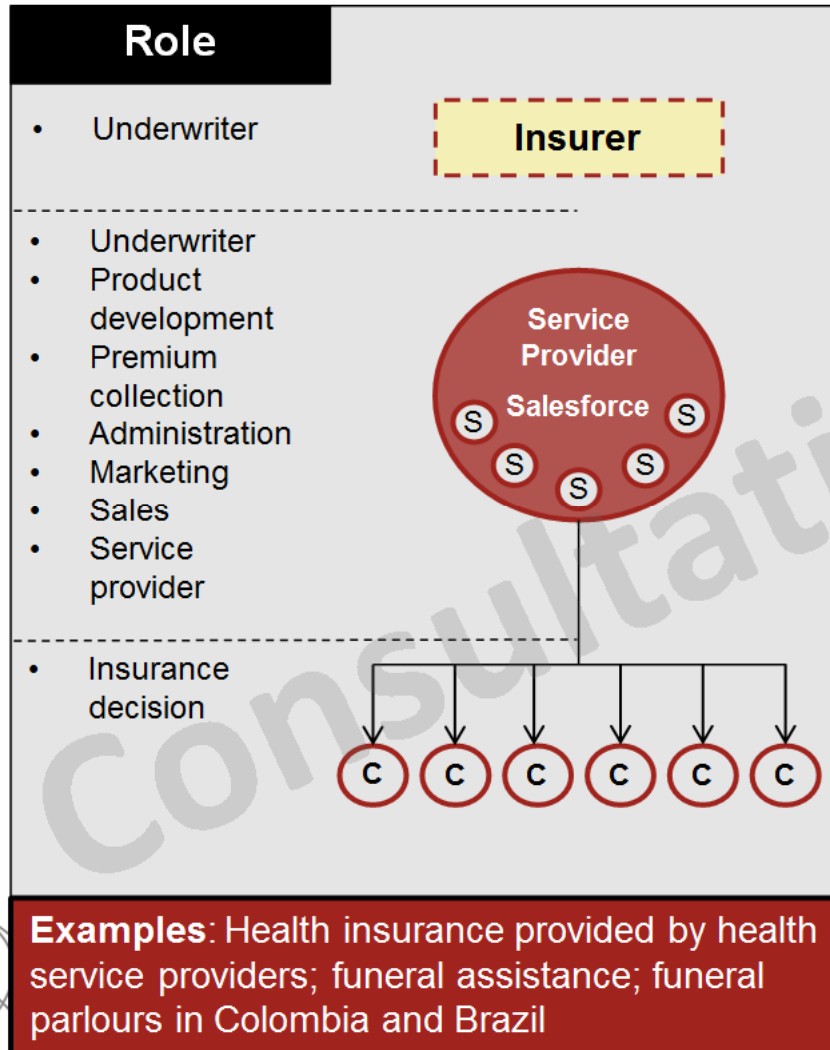 Role
• Underwriter
Insurer
• Underwriter
• Product
development
• Premium
collection
• Administration
• Marketing
• Sales
• Service
provider
Service
Provider
Salesforce
S
S
S
S
S
• Insurance
decision
C
C
C
C
C
C
Consultati
Examples: Health insurance provided by health
service providers; funeral assistance; funeral
parlours in Colombia and Brazil